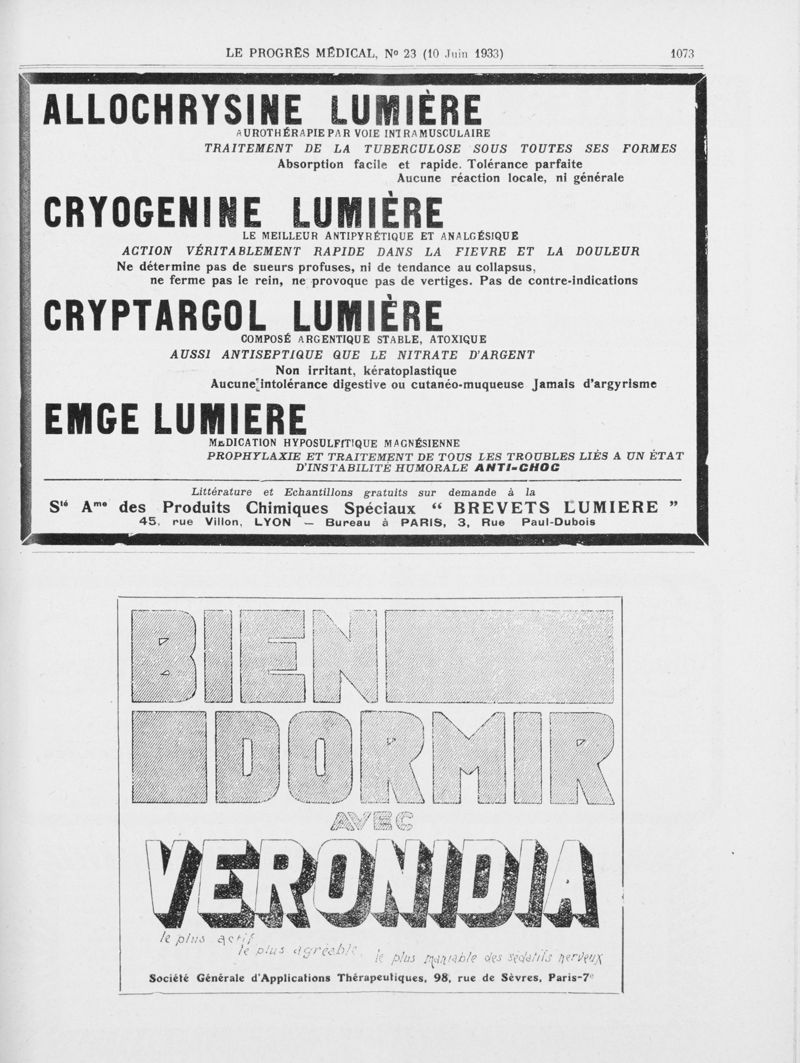 LE PROGRÈS MÉDICAL, Nº 23 (10 Juin 1933) 1073
ALLOCHRYSINE LUMIÈRE
AUROTHÉRAPIE PAR VOIE INTRAMUSCULAIRE
TRAITEMENT DE LA TUBERCULOSE SOUS TOUTES SES FORMES
Absorption facile et rapide. Tolérance parfaite
Aucune réaction locale, ni générale
CRYOGENINE LUMIÈRE
LE MEILLEUR ANTIPYRÉTIQUE ET ANALGÉSIQUE
ACTION VÉRITABLEMENT RAPIDE DANS LA FIEVRE ET LA DOULEUR
Ne détermine pas de sueurs profuses, ni de tendance au collapsus,
ne ferme pas le rein, ne provoque pas de vertiges. Pas de contre-indications
CRYPTARGOL LUMIÈRE
COMPOSÉ ARGENTIQUE STABLE, ATOXIQUE
AUSSI ANTISEPTIQUE QUE LE NITRATE D'ARGENT
Non irritant, kératoplastique
Aucune intolérance digestive ou cutanéo-muqueuse Jamais d'argyrisme
EMGE LUMIERE
MEDICATION HYPOSULFITIQUE MAGNÉSIENNE
PROPHYLAXIE ET TRAITEMENT DE TOUS LES TROUBLES LIÉS A UN ÉTAT
D'INSTABILITÉ HUMORALE ANTI-CHOC
Littérature et Echantillons gratuits sur demande à la
Sté Ame des Produits Chimiques Spéciaux “ BREVETS LUMIERE ”
45, rue Villon, LYON — Bureau à PARIS, 3, Rue Paul-Dubois
BIEN
DORMIR
AVEC
VERONIDIA
le plus actif
le plus agréable
le plus maniable des sédatifs nerveux
Société Générale d'Applications Thérapeutiques, 98, rue de Sèvres, Paris-7e